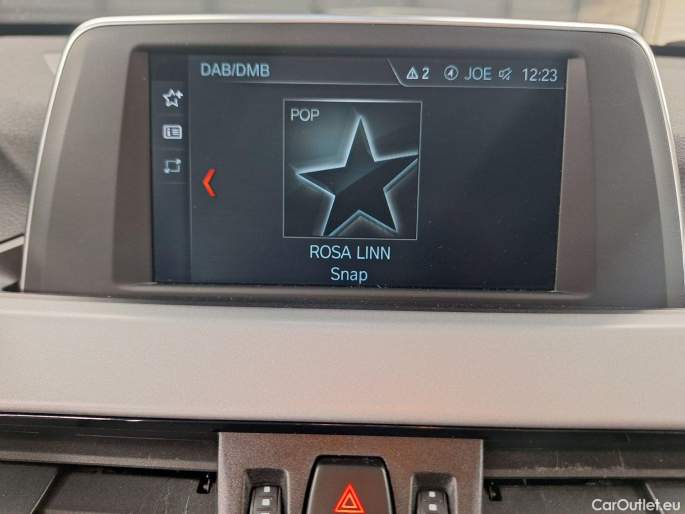 DAB/DMB
2 JOE 12:23
POP
ROSA LINN
Snap
CarOutlet.eu